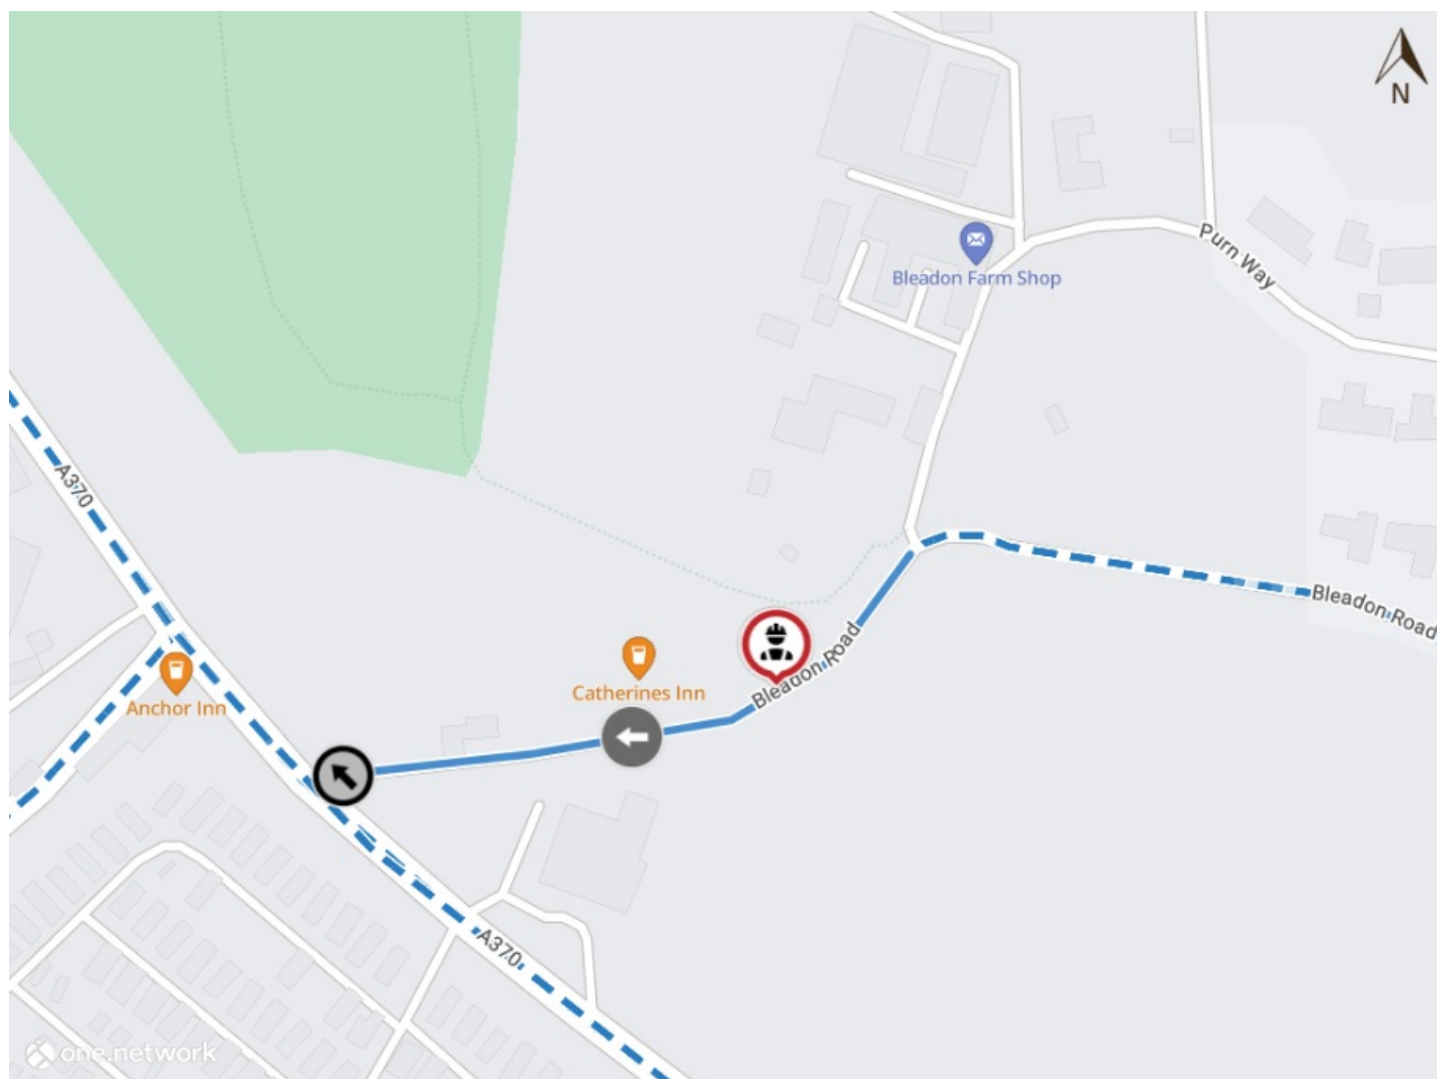 N
Purn Way
Bleadon Farm Shop
A370
Bleadon Road
Bleadon Road
Catherines Inn
Anchor Inn
A370
one.network